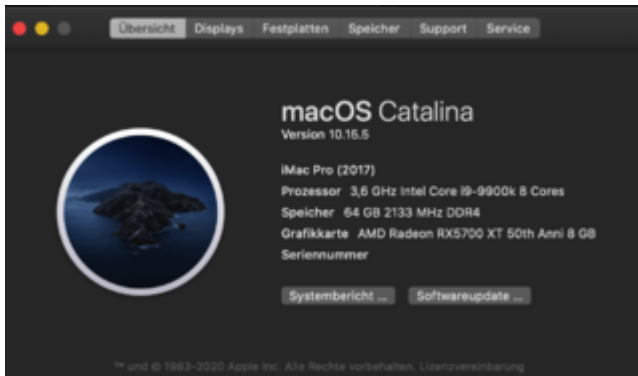 Übersicht Displays Festplatten Speicher Support Service
macOS Catalina
Version 10.15.5
iMac Pro (2017)
Prozessor 3,6 GHz Intel Core i9-9900k 8 Cores
Speicher 64 GB 2133 MHz DDR4
Grafikkarte AMD Radeon RX5700 XT 50th Anni 8 GB
Seriennummer
Systembericht ... Softwareupdate ...
™ und © 1983-2020 Apple Inc. Alle Rechte vorbehalten. Lizenzvereinbarung